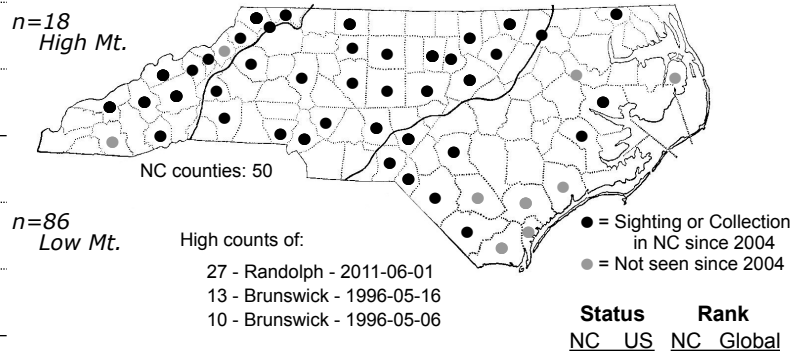 n=18
High Mt.
NC counties: 50
n=86
Low Mt.
High counts of:
27 - Randolph - 2011-06-01
13 - Brunswick - 1996-05-16
10 - Brunswick - 1996-05-06
= Sighting or Collection
in NC since 2004
= Not seen since 2004
Status Rank
NC US NC Global